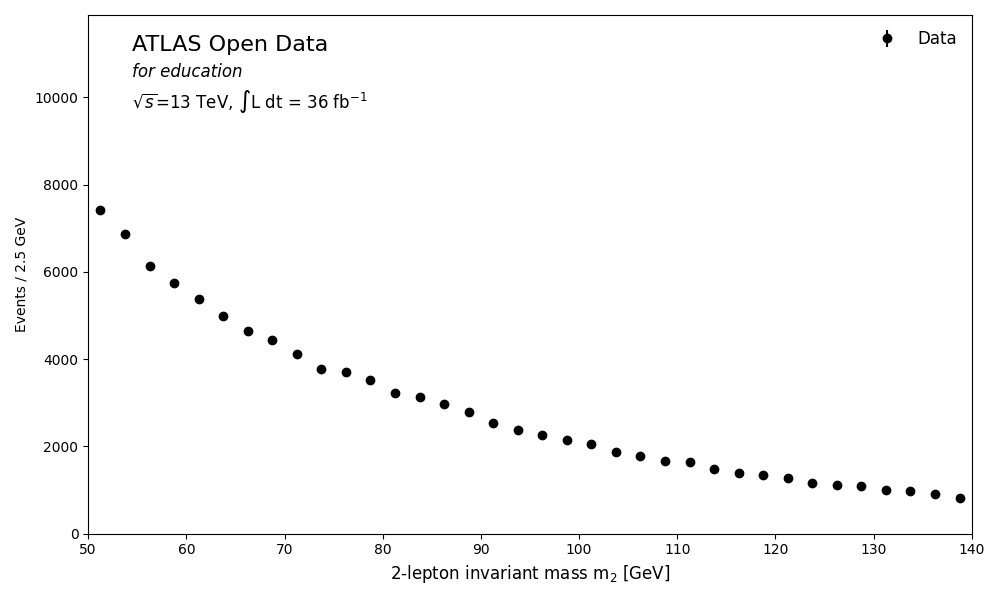 ATLAS Open Data
for education
√s=13 TeV, ∫L dt = 36 fb⁻¹
Data
10000
8000
6000
4000
2000
0
Events / 2.5 GeV
50 60 70 80 90 100 110 120 130 140
2-lepton invariant mass m₂ [GeV]